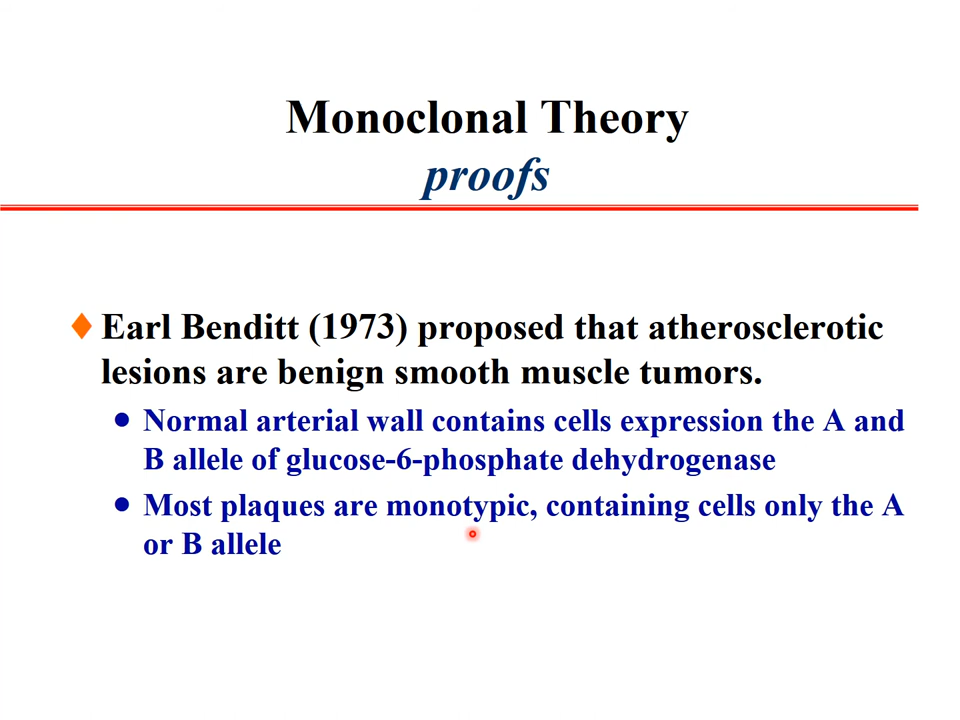 Monoclonal Theory
proofs
Earl Benditt (1973) proposed that atherosclerotic
lesions are benign smooth muscle tumors.
Normal arterial wall contains cells expression the A and
B allele of glucose-6-phosphate dehydrogenase
Most plaques are monotypic, containing cells only the A
or B allele